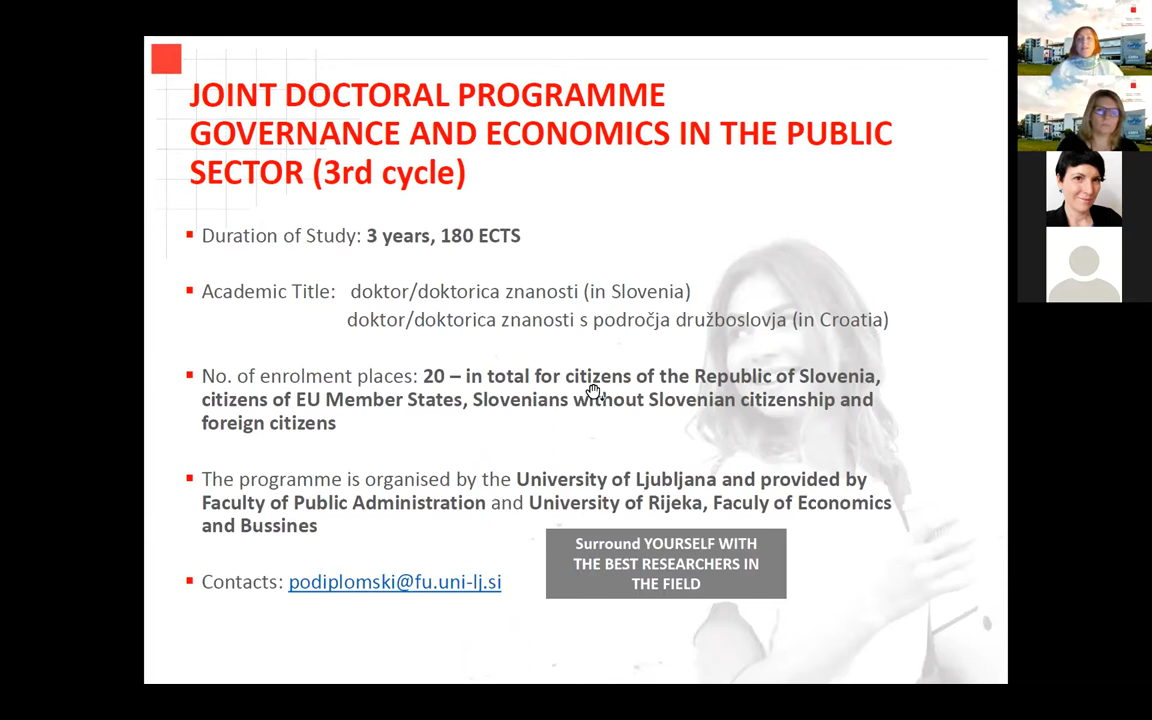 JOINT DOCTORAL PROGRAMME
GOVERNANCE AND ECONOMICS IN THE PUBLIC
SECTOR (3rd cycle)
Duration of Study: 3 years, 180 ECTS
Academic Title: doktor/doktorica znanosti (in Slovenia)
doktor/doktorica znanosti s področja družboslovja (in Croatia)
No. of enrolment places: 20 – in total for citizens of the Republic of Slovenia,
citizens of EU Member States, Slovenians without Slovenian citizenship and
foreign citizens
The programme is organised by the University of Ljubljana and provided by
Faculty of Public Administration and University of Rijeka, Faculy of Economics
and Bussines
Surround YOURSELF WITH
THE BEST RESEARCHERS IN
THE FIELD
Contacts: podiplomski@fu.uni-lj.si